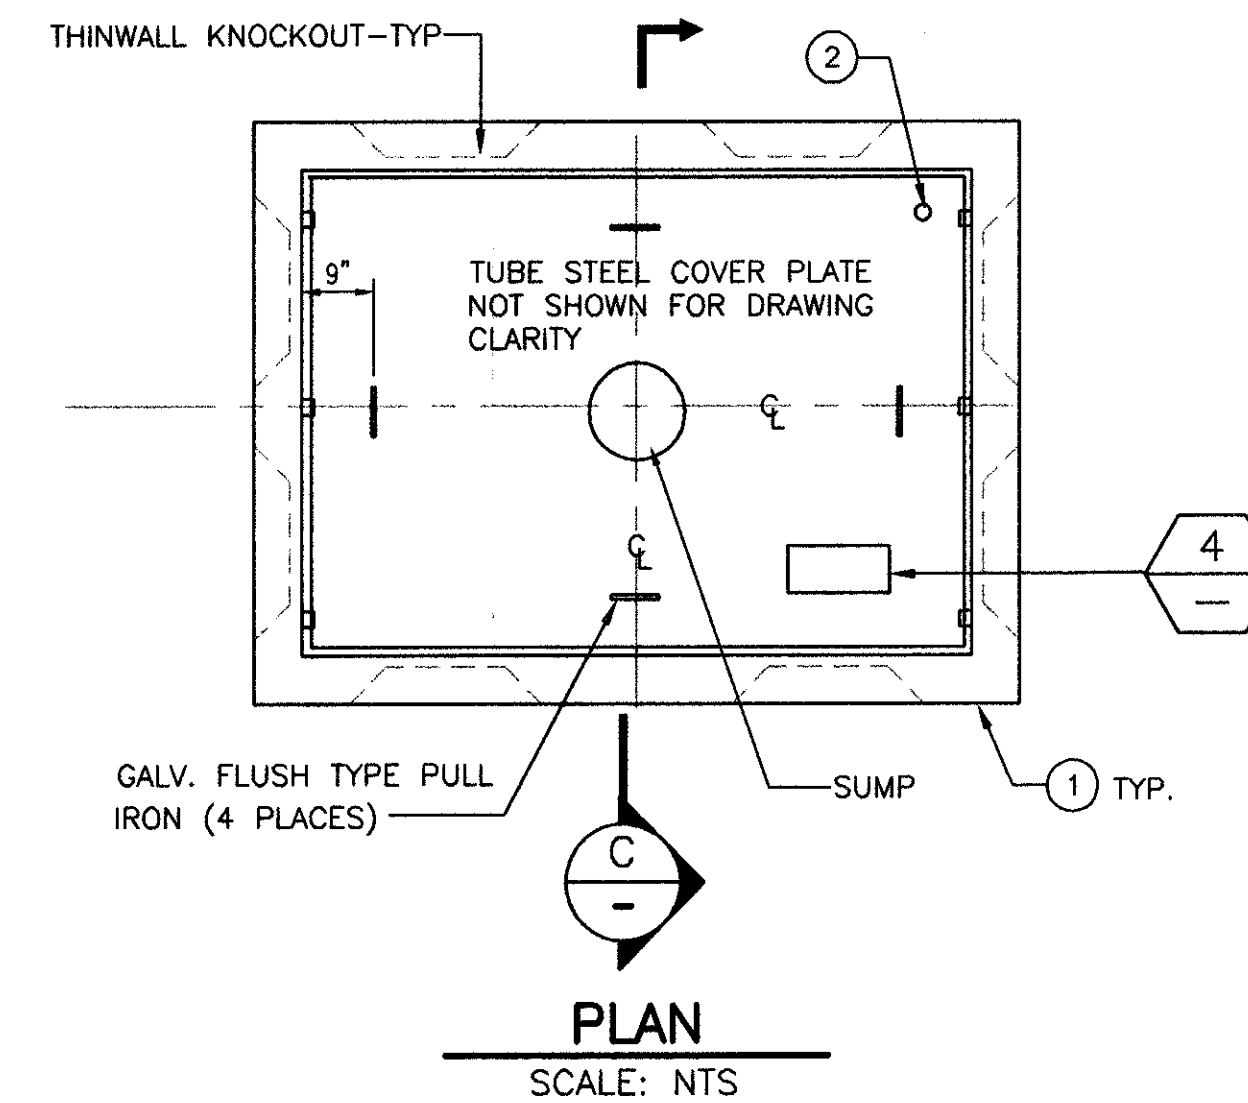 THINWALL KNOCKOUT-TYP
2
9"
TUBE STEEL COVER PLATE
NOT SHOWN FOR DRAWING
CLARITY
℄
℄
4
—
GALV. FLUSH TYPE PULL
IRON (4 PLACES)
SUMP
1 TYP.
C
-
PLAN
SCALE: NTS